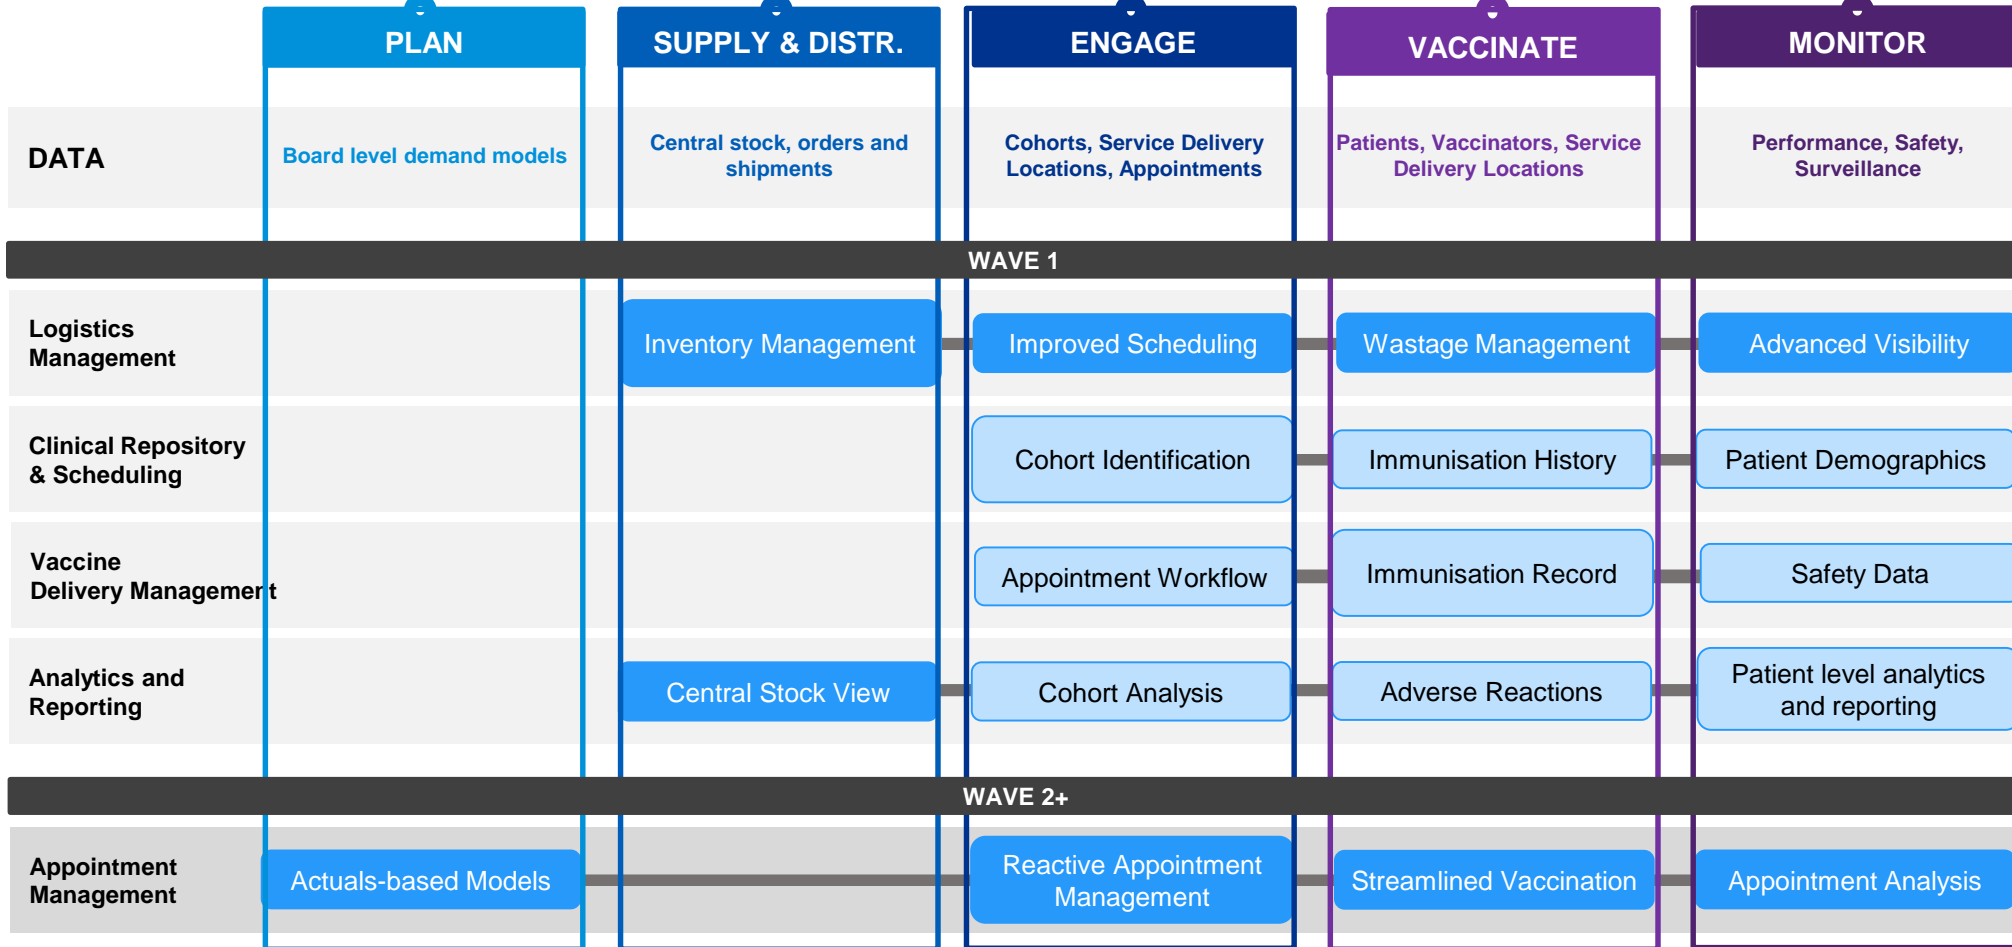 PLAN
SUPPLY & DISTR.
ENGAGE
VACCINATE
MONITOR
DATA
Board level demand models
Central stock, orders and
shipments
Cohorts, Service Delivery
Locations, Appointments
Patients, Vaccinators, Service
Delivery Locations
Performance, Safety,
Surveillance
WAVE 1
Logistics
Management
Inventory Management
Improved Scheduling
Wastage Management
Advanced Visibility
Clinical Repository
& Scheduling
Cohort Identification
Immunisation History
Patient Demographics
Vaccine
Delivery Management
Appointment Workflow
Immunisation Record
Safety Data
Analytics and
Reporting
Central Stock View
Cohort Analysis
Adverse Reactions
Patient level analytics
and reporting
WAVE 2+
Appointment
Management
Actuals-based Models
Reactive Appointment
Management
Streamlined Vaccination
Appointment Analysis